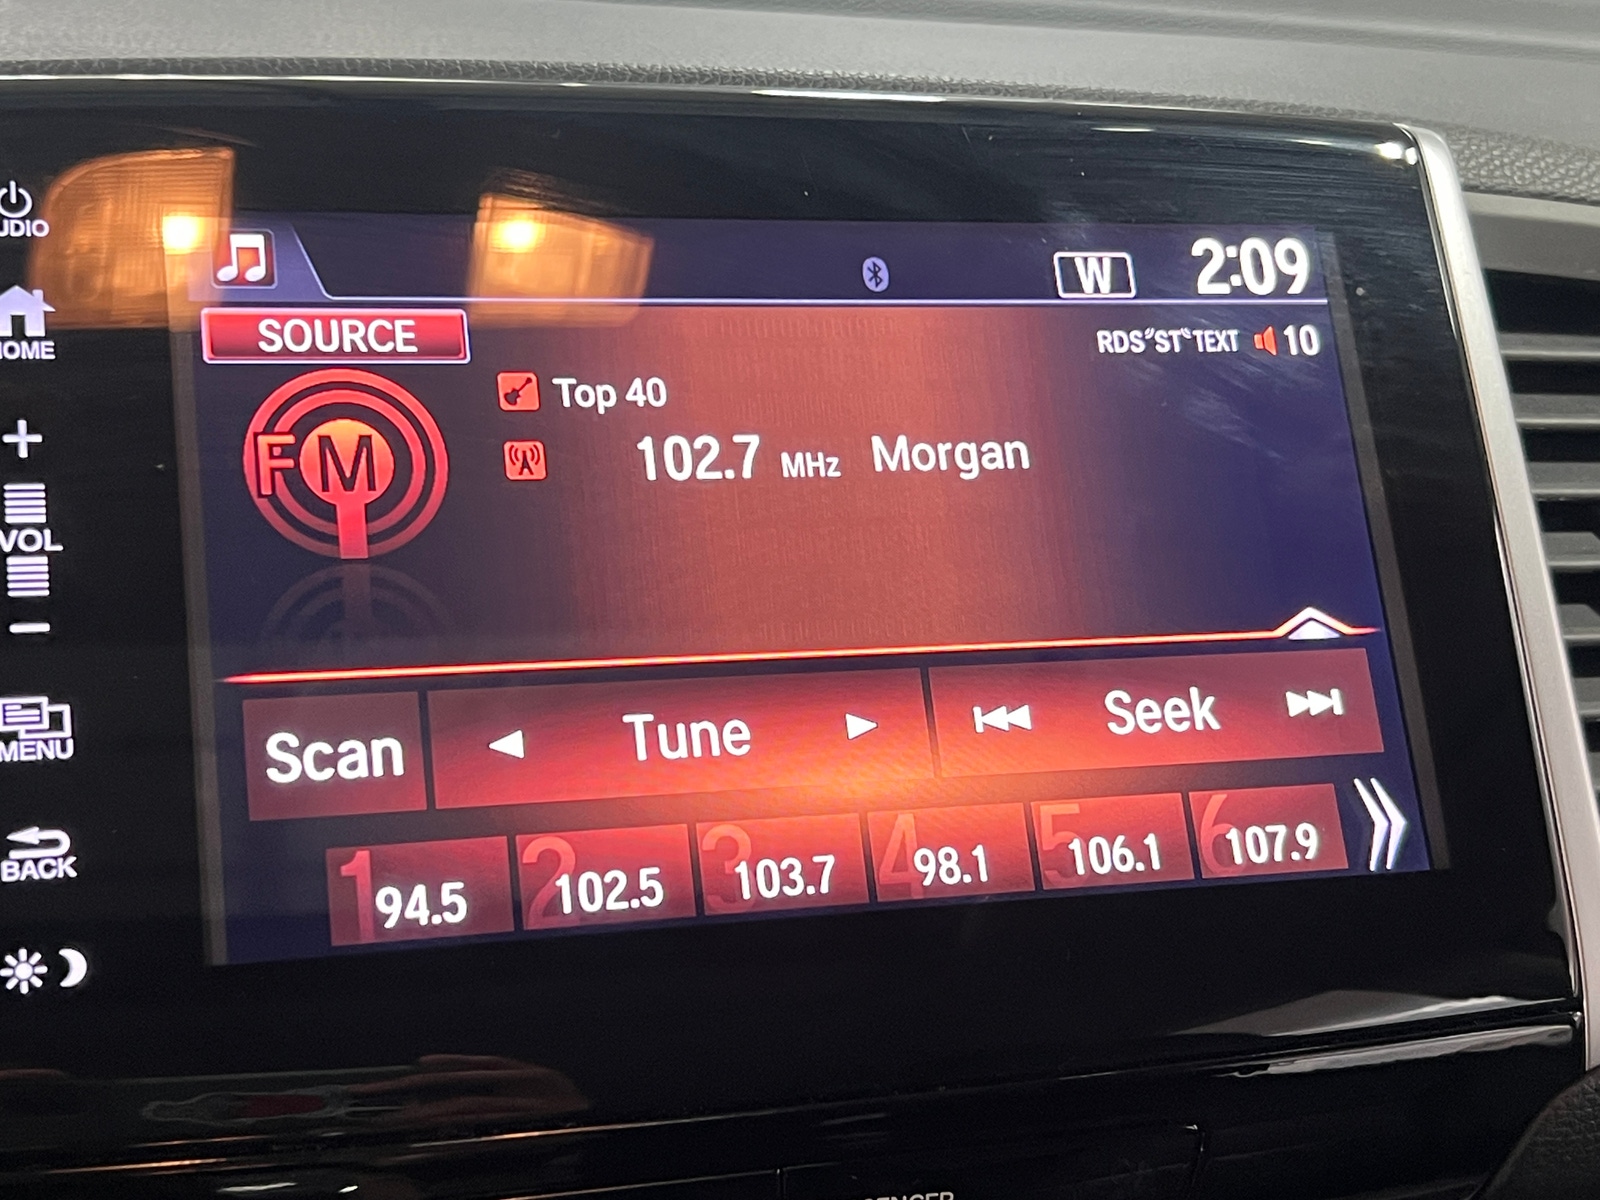 W 2:09
SOURCE
RDS "ST" TEXT 10
FM
Top 40
102.7 MHz Morgan
Scan Tune Seek
1 94.5 2 102.5 3 103.7 4 98.1 5 106.1 6 107.9
HOME
VOL
MENU
BACK